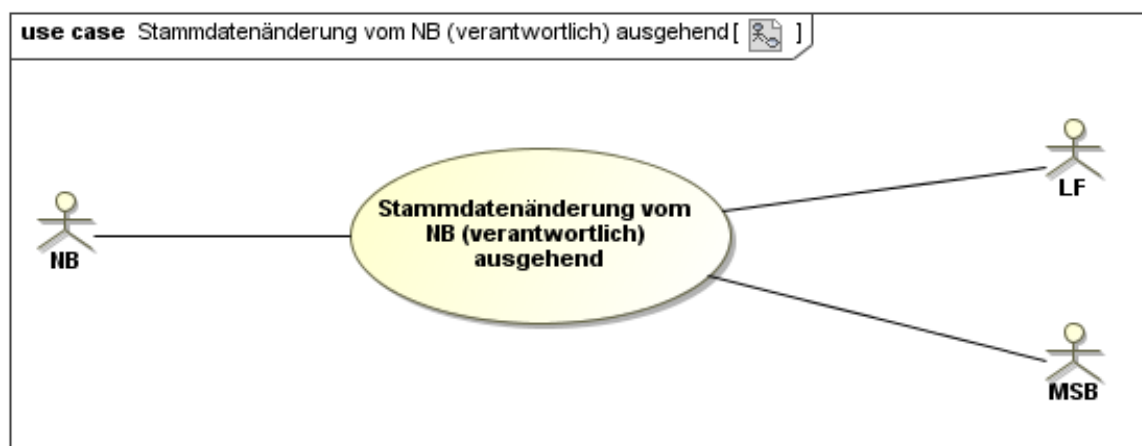 use case Stammdatenänderung vom NB (verantwortlich) ausgehend [ ]
NB
Stammdatenänderung vom
NB (verantwortlich)
ausgehend
LF
MSB